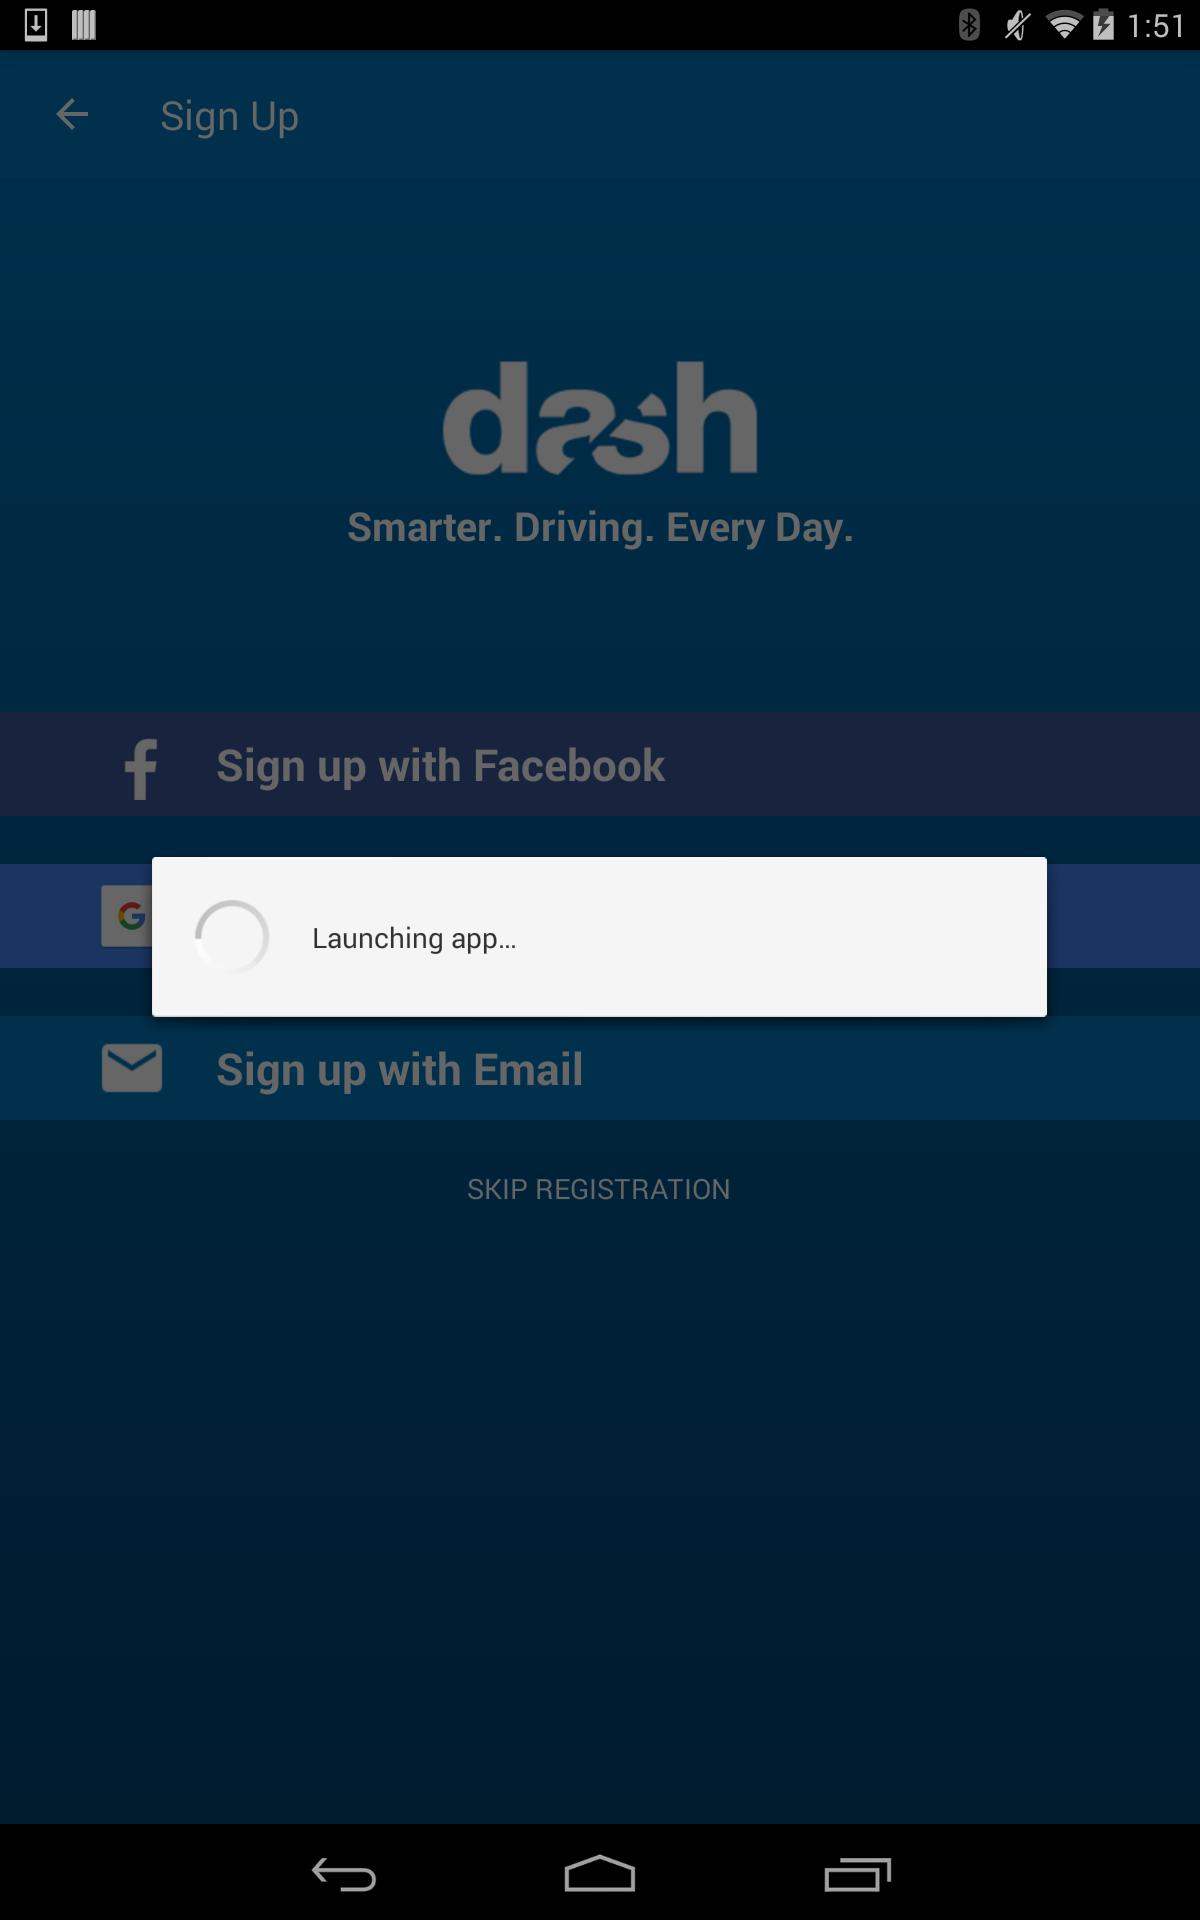 1:51
Sign Up
dash
Smarter. Driving. Every Day.
Sign up with Facebook
G
Launching app...
Sign up with Email
SKIP REGISTRATION